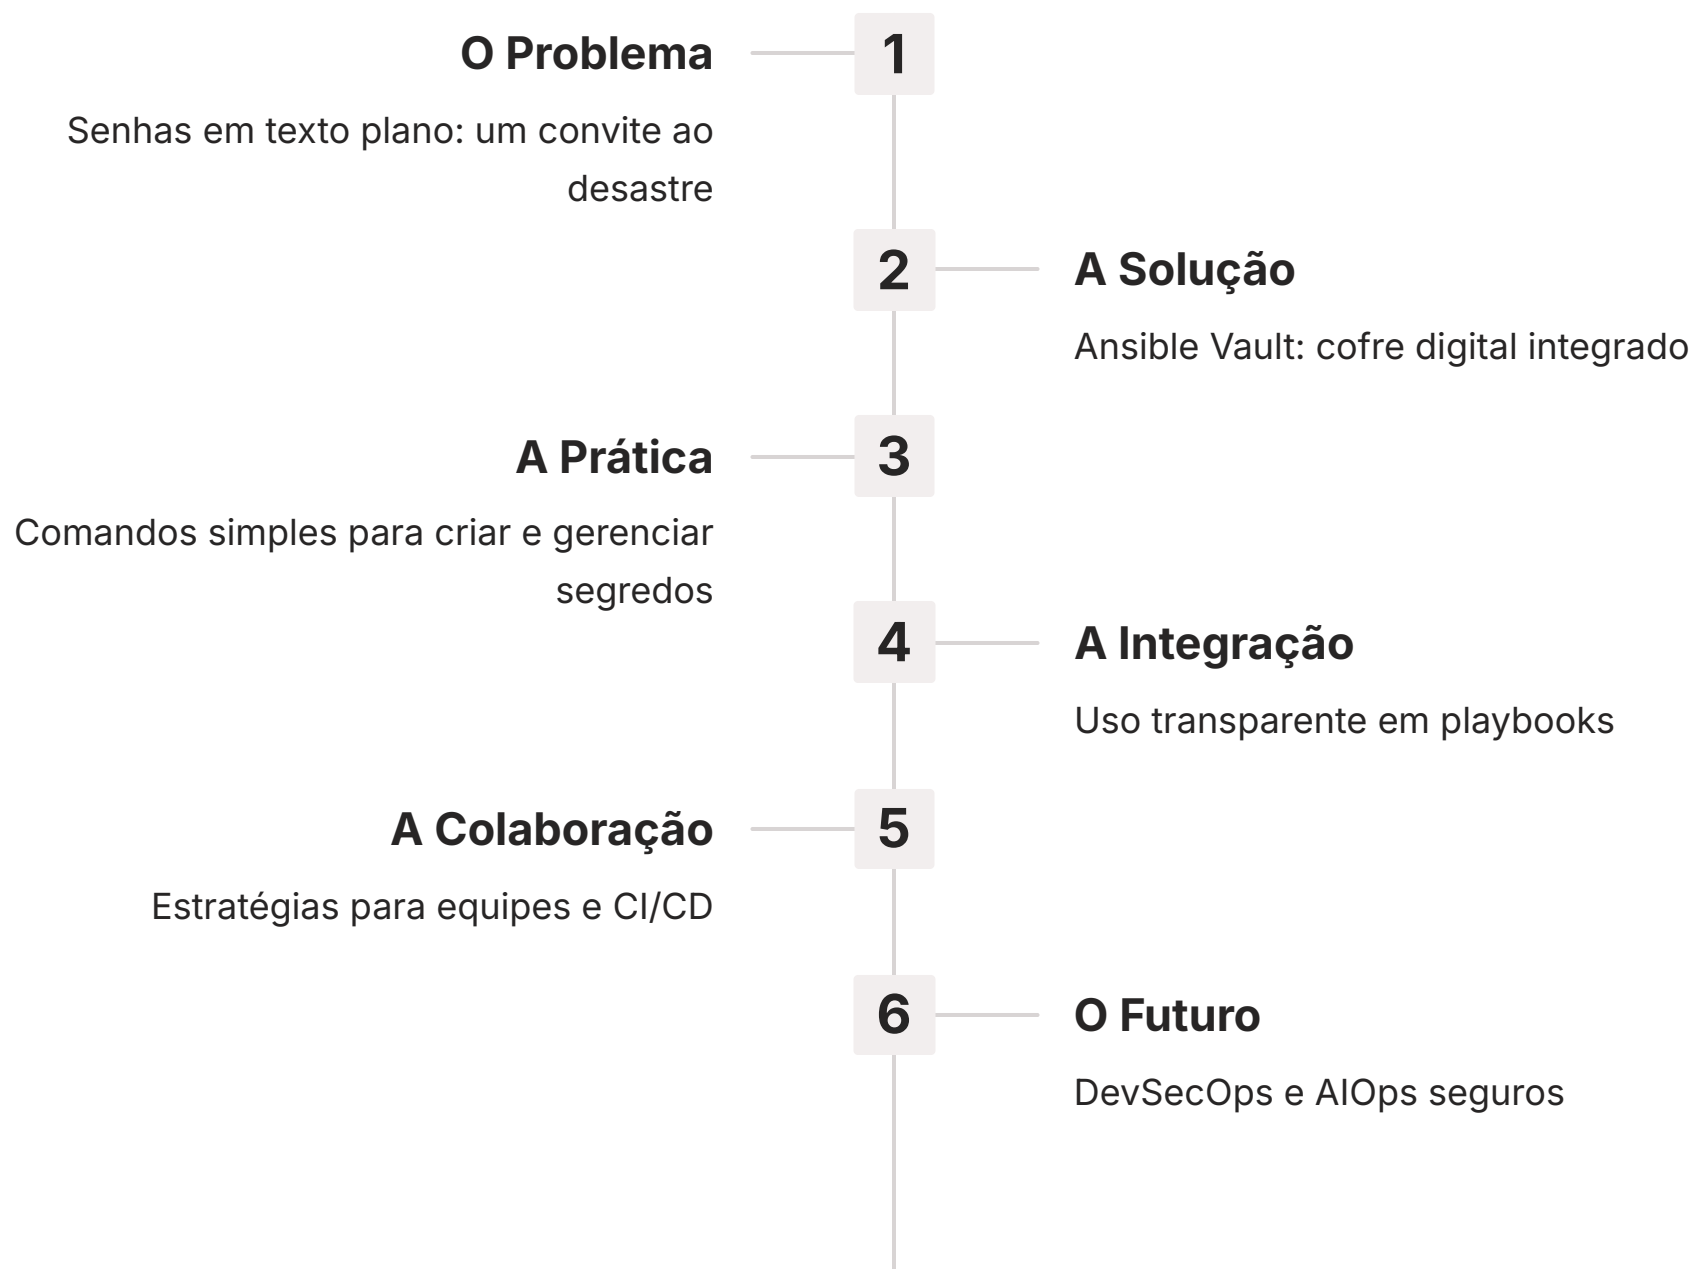 O Problema
1
Senhas em texto plano: um convite ao
desastre
2
A Solução
Ansible Vault: cofre digital integrado
A Prática
3
Comandos simples para criar e gerenciar
segredos
4
A Integração
Uso transparente em playbooks
A Colaboração
5
Estratégias para equipes e CI/CD
6
O Futuro
DevSecOps e AIOps seguros